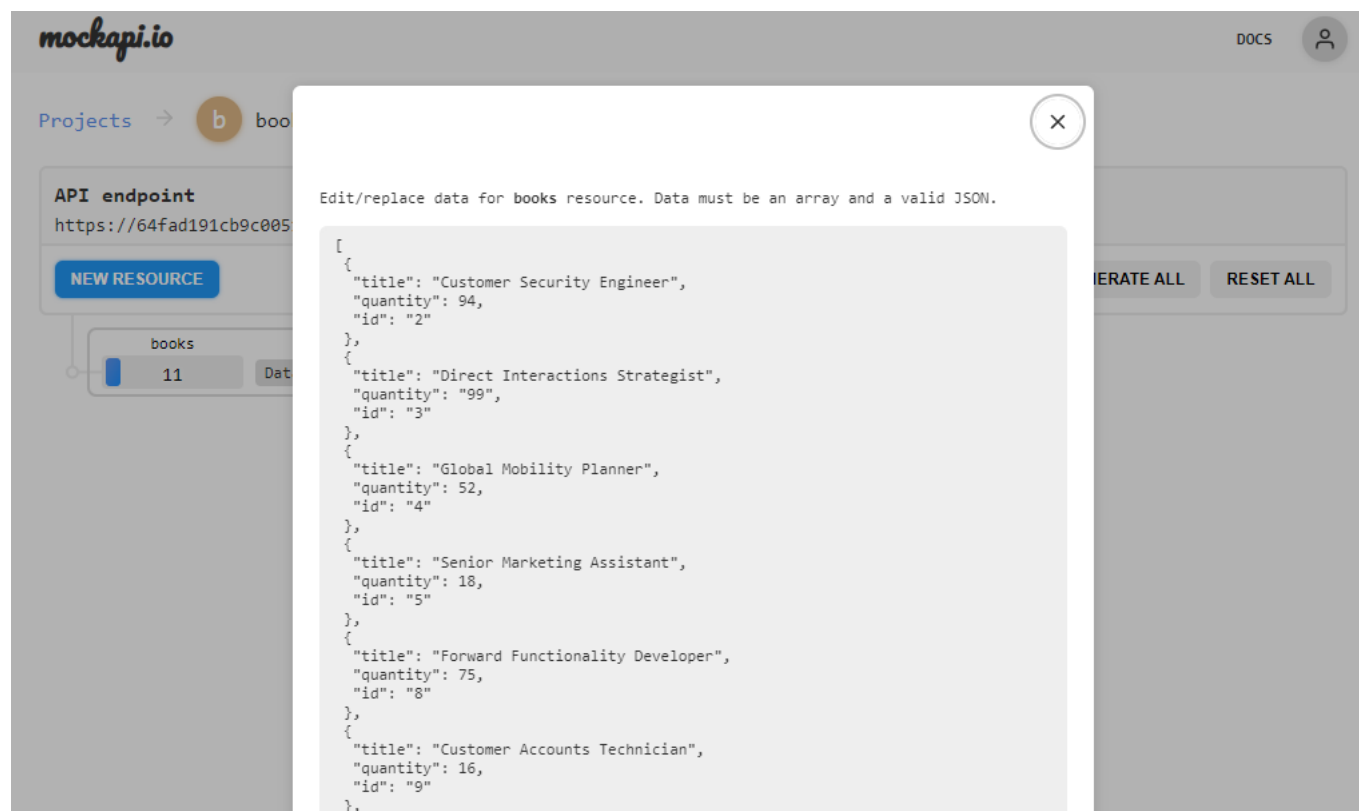 mockapi.io
DOCS
Projects
b
boo
API endpoint
https://64fad191cb9c005
NEW RESOURCE
ERATE ALL
RESET ALL
books
11
Dat
Edit/replace data for books resource. Data must be an array and a valid JSON.
[
{
"title": "Customer Security Engineer",
"quantity": 94,
"id": "2"
},
{
"title": "Direct Interactions Strategist",
"quantity": "99",
"id": "3"
},
{
"title": "Global Mobility Planner",
"quantity": 52,
"id": "4"
},
{
"title": "Senior Marketing Assistant",
"quantity": 18,
"id": "5"
},
{
"title": "Forward Functionality Developer",
"quantity": 75,
"id": "8"
},
{
"title": "Customer Accounts Technician",
"quantity": 16,
"id": "9"
},